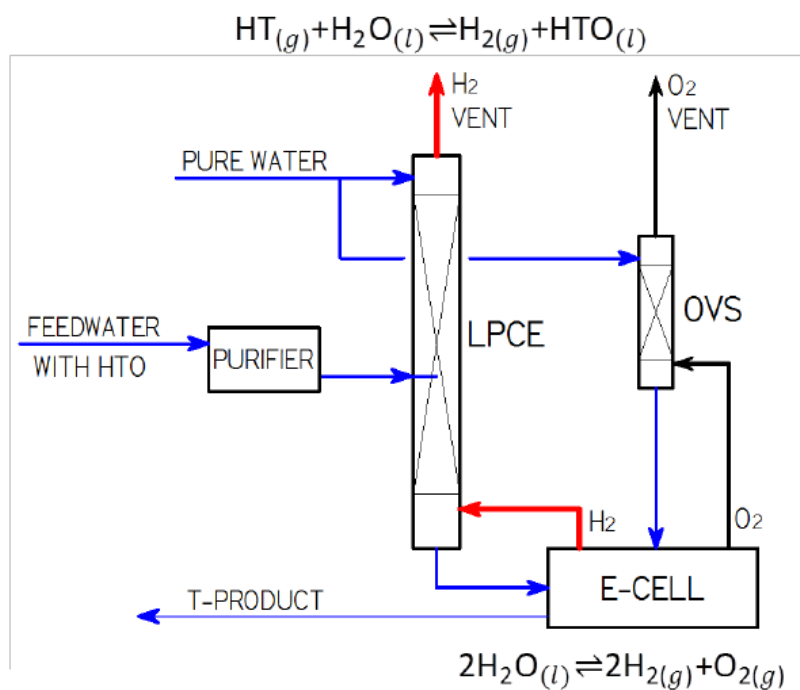 HT(g)+H₂O(l)⇌H₂(g)+HTO(l)
H₂
VENT
O₂
VENT
PURE WATER
OVS
LPCE
FEEDWATER
WITH HTO
PURIFIER
H₂
O₂
E-CELL
T-PRODUCT
2H₂O(l)⇌2H₂(g)+O₂(g)